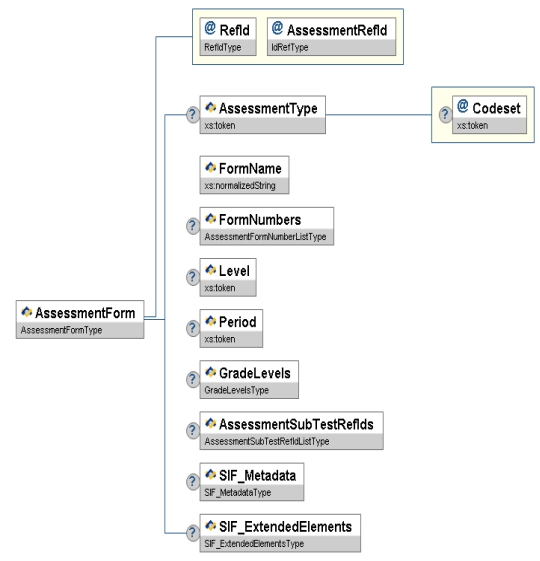 @ RefId
RefIdType
@ AssessmentRefId
IdRefType
? AssessmentType
xs:token
? @ Codeset
xs:token
FormName
xs:normalizedString
? FormNumbers
AssessmentFormNumberListType
? Level
xs:token
AssessmentForm
AssessmentFormType
? Period
xs:token
? GradeLevels
GradeLevelsType
? AssessmentSubTestRefIds
AssessmentSubTestRefIdListType
? SIF_Metadata
SIF_MetadataType
? SIF_ExtendedElements
SIF_ExtendedElementsType